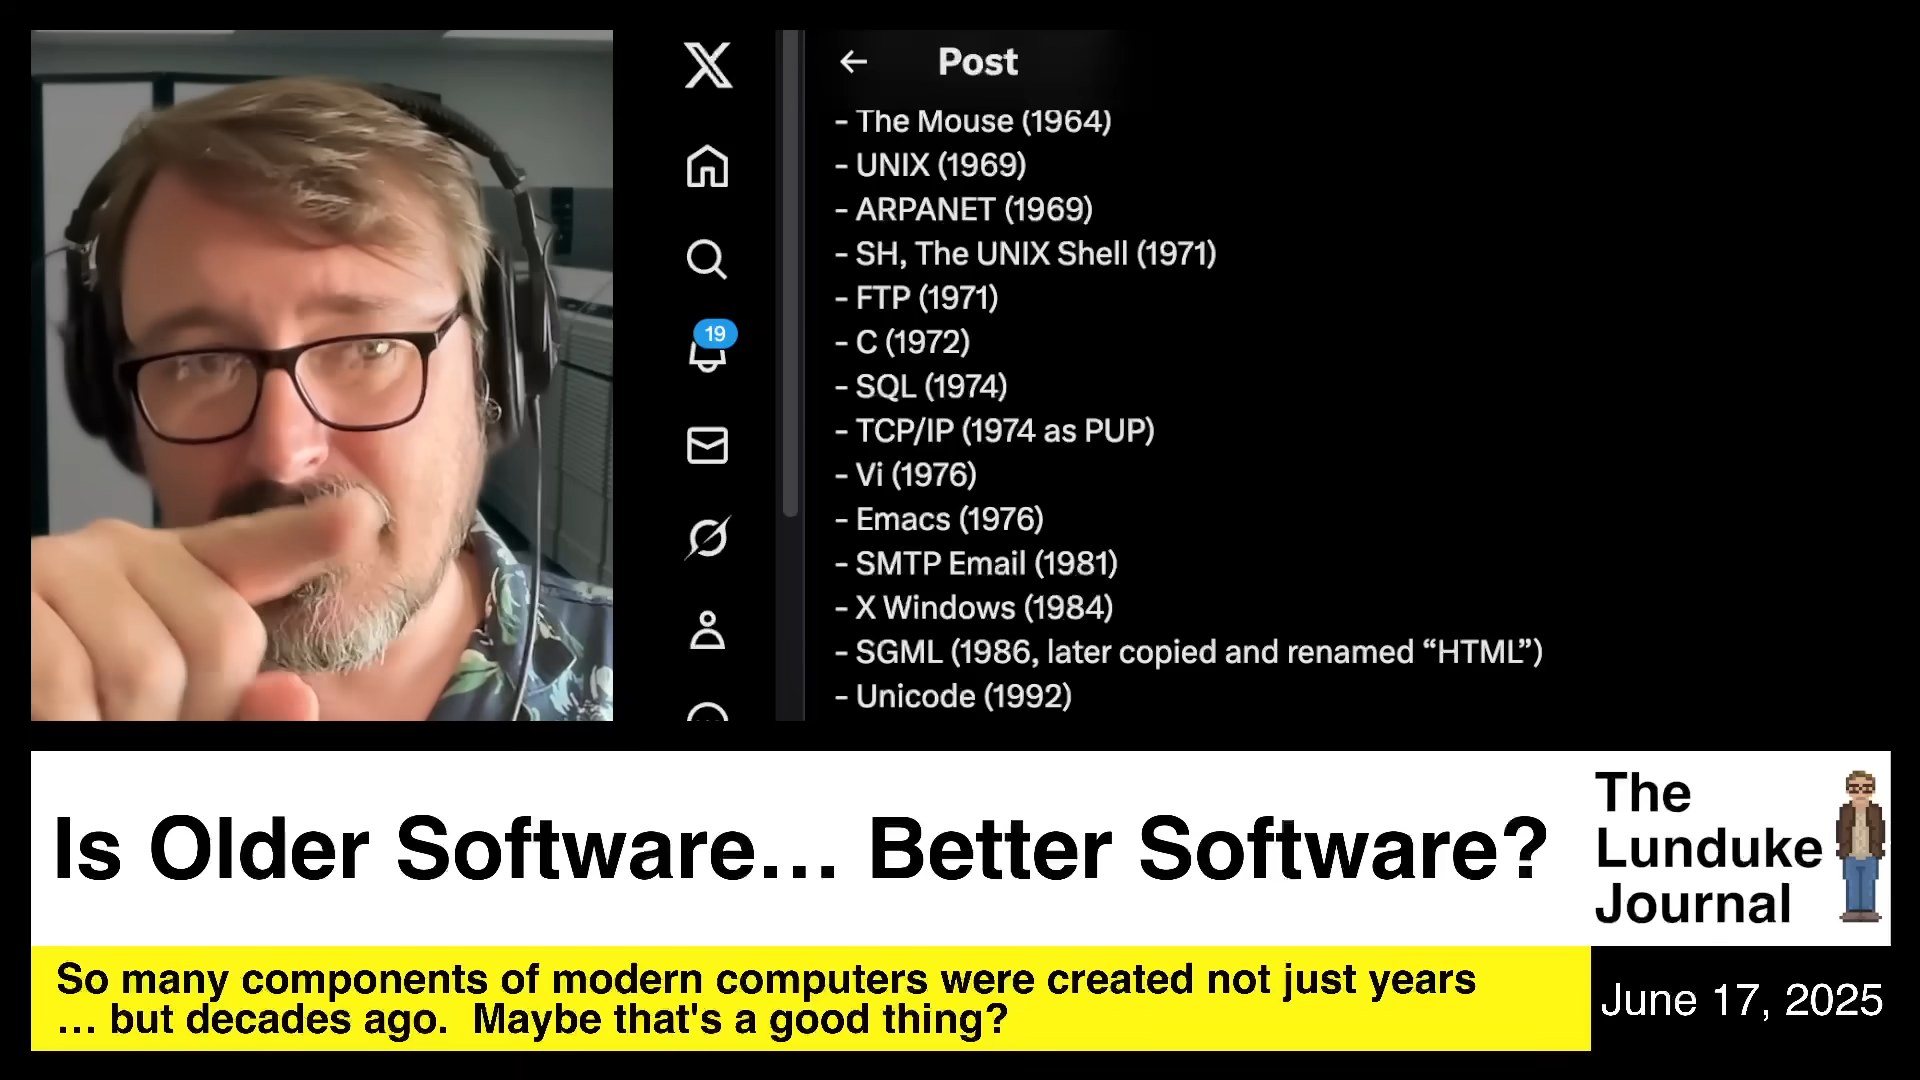 Post
19
- The Mouse (1964)
- UNIX (1969)
- ARPANET (1969)
- SH, The UNIX Shell (1971)
- FTP (1971)
- C (1972)
- SQL (1974)
- TCP/IP (1974 as PUP)
- Vi (1976)
- Emacs (1976)
- SMTP Email (1981)
- X Windows (1984)
- SGML (1986, later copied and renamed “HTML”)
- Unicode (1992)
Is Older Software... Better Software?
The
Lunduke
Journal
So many components of modern computers were created not just years
... but decades ago.  Maybe that's a good thing?
June 17, 2025